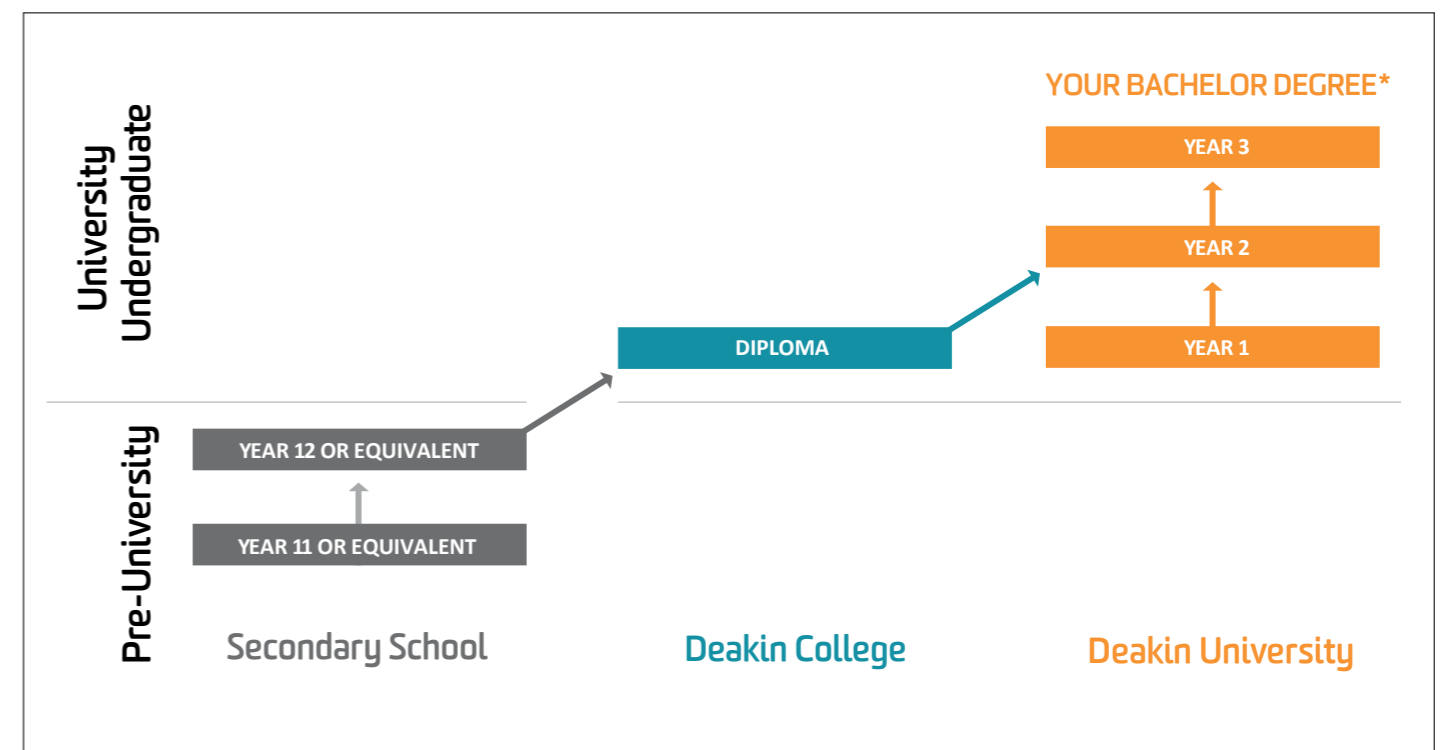 YOUR BACHELOR DEGREE*
University
Undergraduate
YEAR 3
YEAR 2
DIPLOMA
YEAR 1
Pre-University
YEAR 12 OR EQUIVALENT
YEAR 11 OR EQUIVALENT
Secondary School
Deakin College
Deakin University